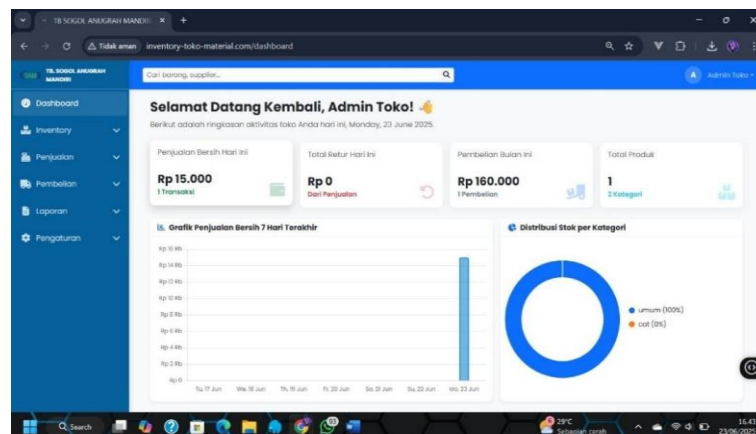 TB SOGOL ANUGRAH MANDIRI
Tidak aman
inventory-toko-material.com/dashboard
TB. SOGOL ANUGRAH
MANDIRI
Cari barang, supplier...
A
Admin Toko
Dashboard
Inventory
Penjualan
Pembelian
Laporan
Pengaturan
Selamat Datang Kembali, Admin Toko!
Berikut adalah ringkasan aktivitas toko Anda hari ini, Monday, 23 June 2025.
Penjualan Bersih Hari Ini
Rp 15.000
1 Transaksi
Total Retur Hari Ini
Rp 0
Dari Penjualan
Pembelian Bulan Ini
Rp 160.000
1 Pembelian
Total Produk
1
2 Kategori
Grafik Penjualan Bersih 7 Hari Terakhir
Rp 16 Rb
Rp 14 Rb
Rp 12 Rb
Rp 10 Rb
Rp 8 Rb
Rp 6 Rb
Rp 4 Rb
Rp 2 Rb
Rp 0
Tu, 17 Jun
We, 18 Jun
Th, 19 Jun
Fr, 20 Jun
Sa, 21 Jun
Su, 22 Jun
Mo, 23 Jun
Distribusi Stok per Kategori
umum (100%)
cat (0%)
Search
29°C
Sebagian cerah
16.43
23/06/2025